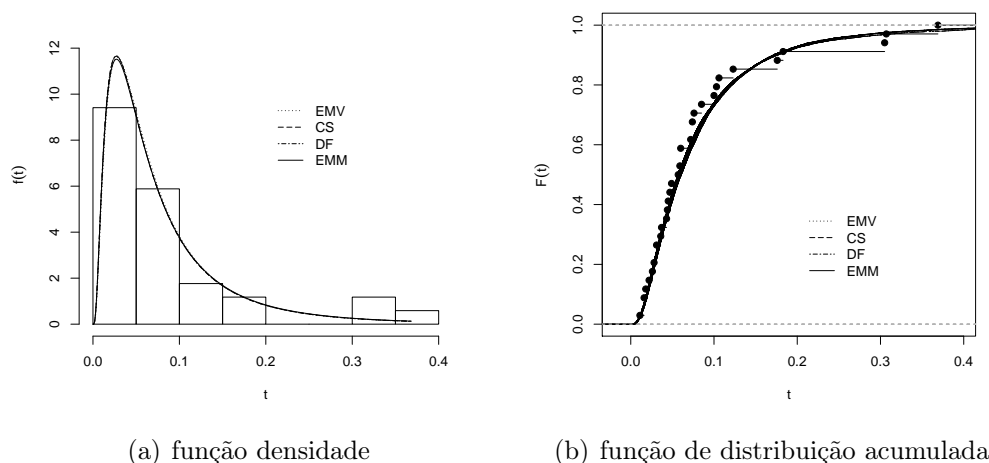 f(t)
12
10
8
6
4
2
0
0.0 0.1 0.2 0.3 0.4
t
EMV
CS
DF
EMM
(a) função densidade
F(t)
1.0
0.8
0.6
0.4
0.2
0.0
0.0 0.1 0.2 0.3 0.4
t
EMV
CS
DF
EMM
(b) função de distribuição acumulada